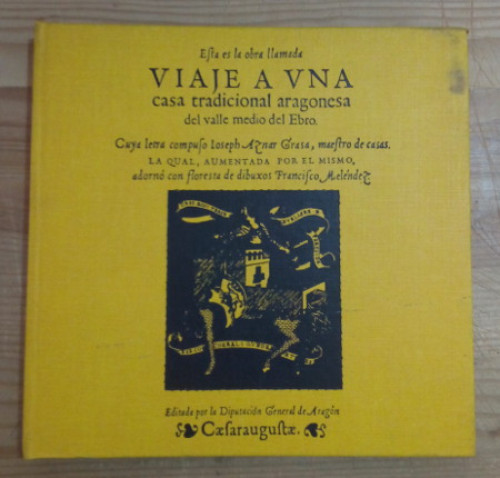 Esta es la obra llamada
VIAJE A VNA
casa tradicional aragonesa
del valle medio del Ebro.
Cuya letra compuso Ioseph Aznar Grasa, maestro de casas.
LA QUAL, AUMENTADA POR EL MISMO,
adornó con floresta de dibuxos Francisco Meléndez
Editada por la Diputación General de Aragón
Cæsaraugustæ.